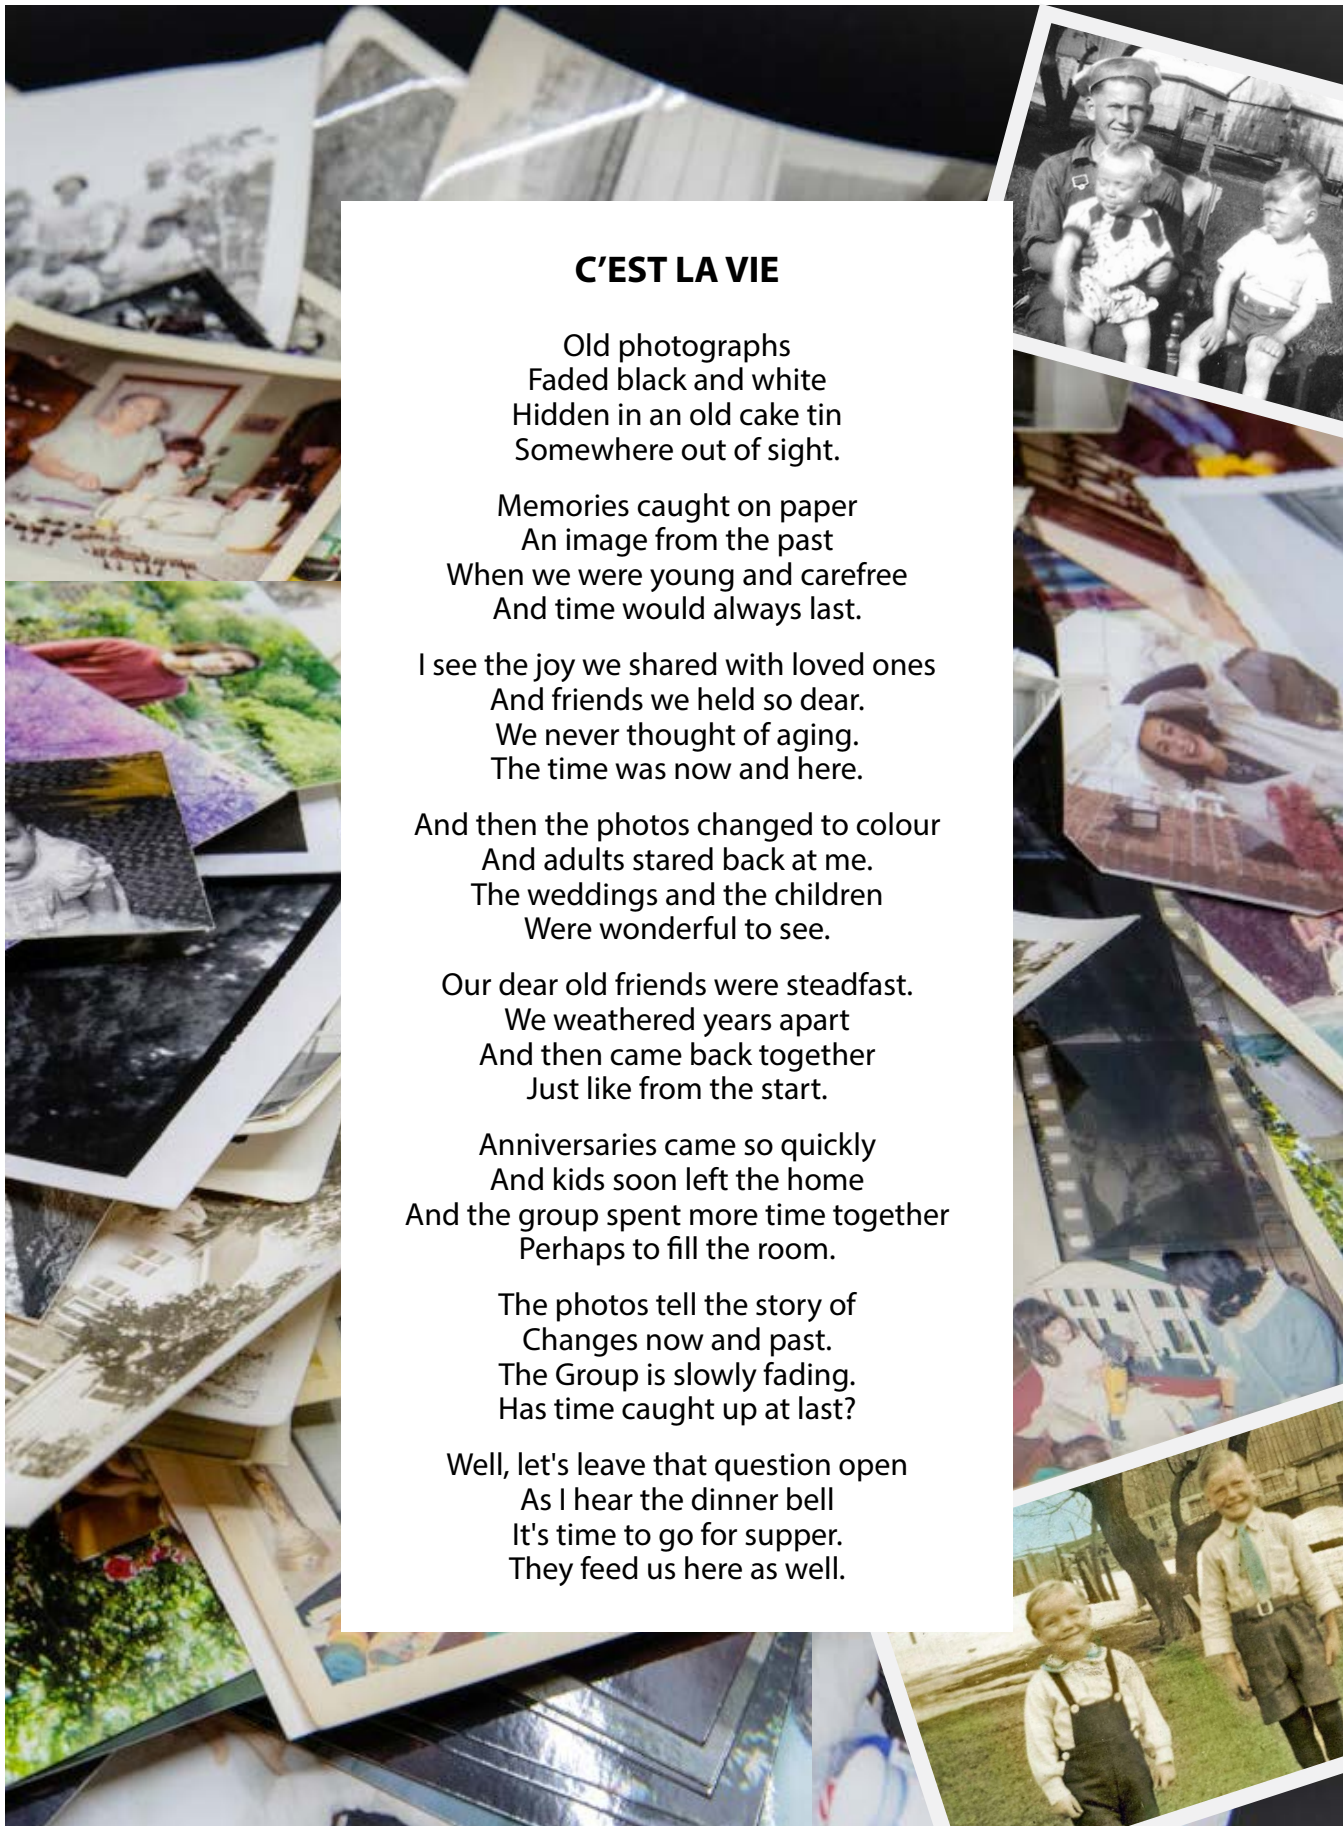 C’EST LA VIE
Old photographs
Faded black and white
Hidden in an old cake tin
Somewhere out of sight.
Memories caught on paper
An image from the past
When we were young and carefree
And time would always last.
I see the joy we shared with loved ones
And friends we held so dear.
We never thought of aging.
The time was now and here.
And then the photos changed to colour
And adults stared back at me.
The weddings and the children
Were wonderful to see.
Our dear old friends were steadfast.
We weathered years apart
And then came back together
Just like from the start.
Anniversaries came so quickly
And kids soon left the home
And the group spent more time together
Perhaps to fill the room.
The photos tell the story of
Changes now and past.
The Group is slowly fading.
Has time caught up at last?
Well, let's leave that question open
As I hear the dinner bell
It's time to go for supper.
They feed us here as well.